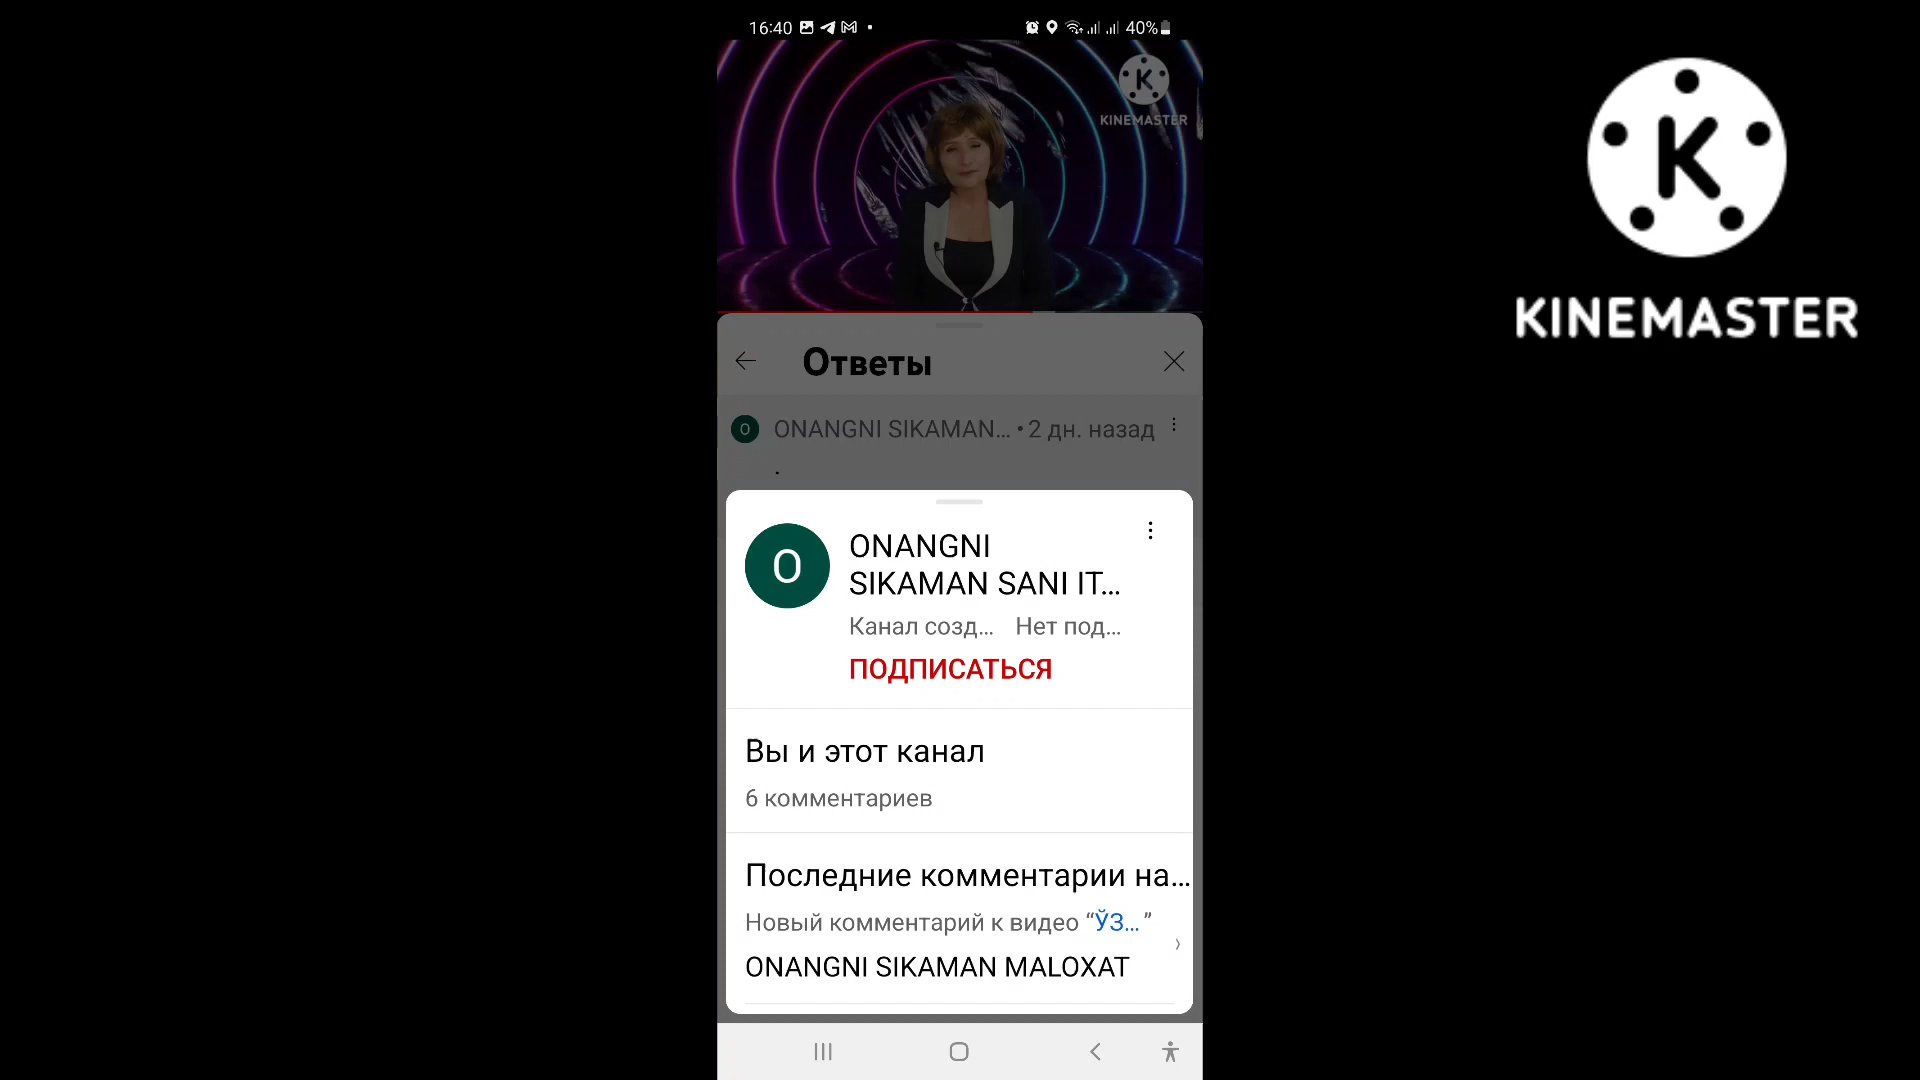 16:40
40%
K
KINEMASTER
K
KINEMASTER
Ответы
O
ONANGNI SIKAMAN... • 2 дн. назад
.
O
ONANGNI
SIKAMAN SANI IT...
Канал созд... Нет под...
ПОДПИСАТЬСЯ
Вы и этот канал
6 комментариев
Последние комментарии на...
Новый комментарий к видео “ЎЗ...”
ONANGNI SIKAMAN MALOXAT